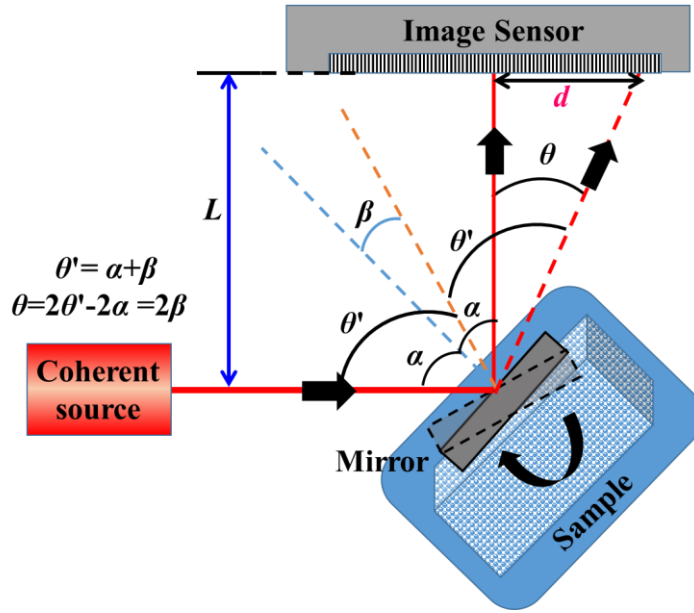 Image Sensor
d
θ
L
β
θ'
θ'= α+β
θ=2θ'-2α =2β
θ'
α
α
Coherent
source
Mirror
Sample